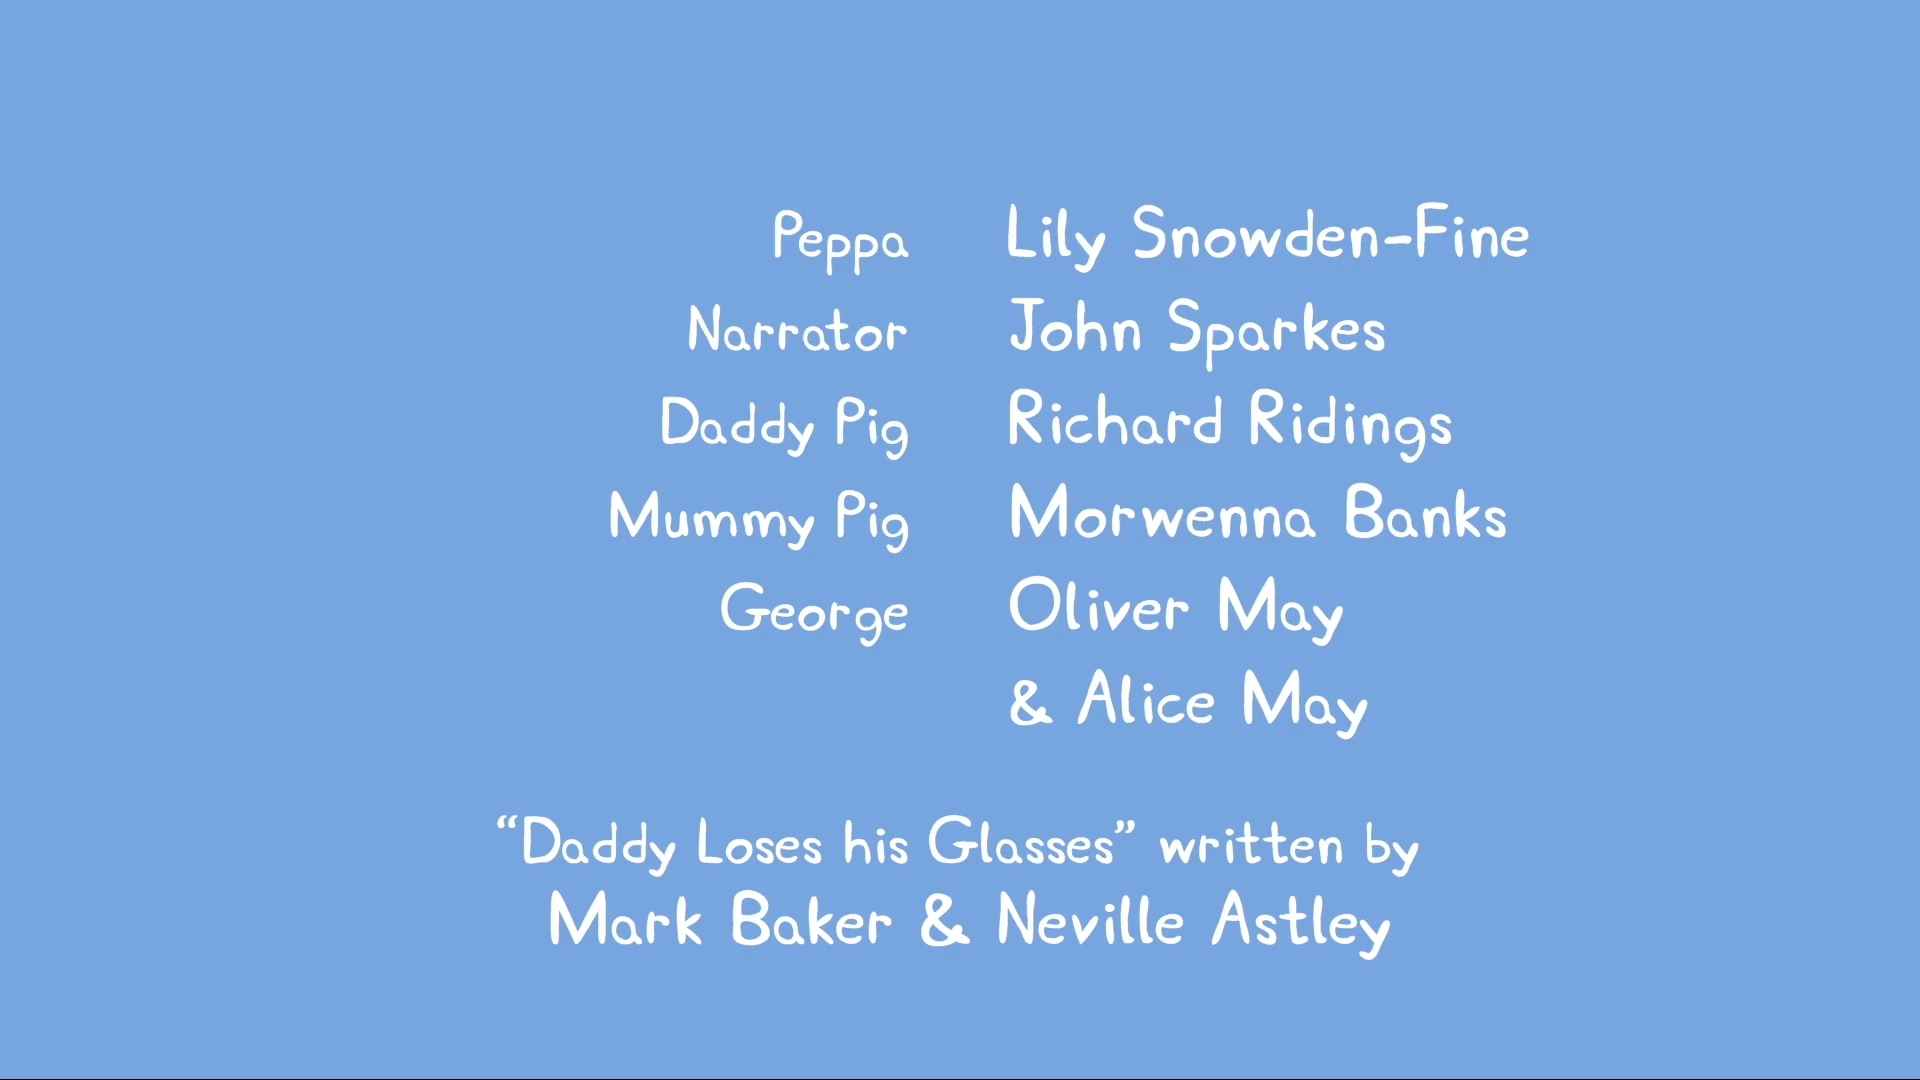 Peppa Lily Snowden-Fine
Narrator John Sparkes
Daddy Pig Richard Ridings
Mummy Pig Morwenna Banks
George Oliver May
& Alice May
“Daddy Loses his Glasses” written by
Mark Baker & Neville Astley